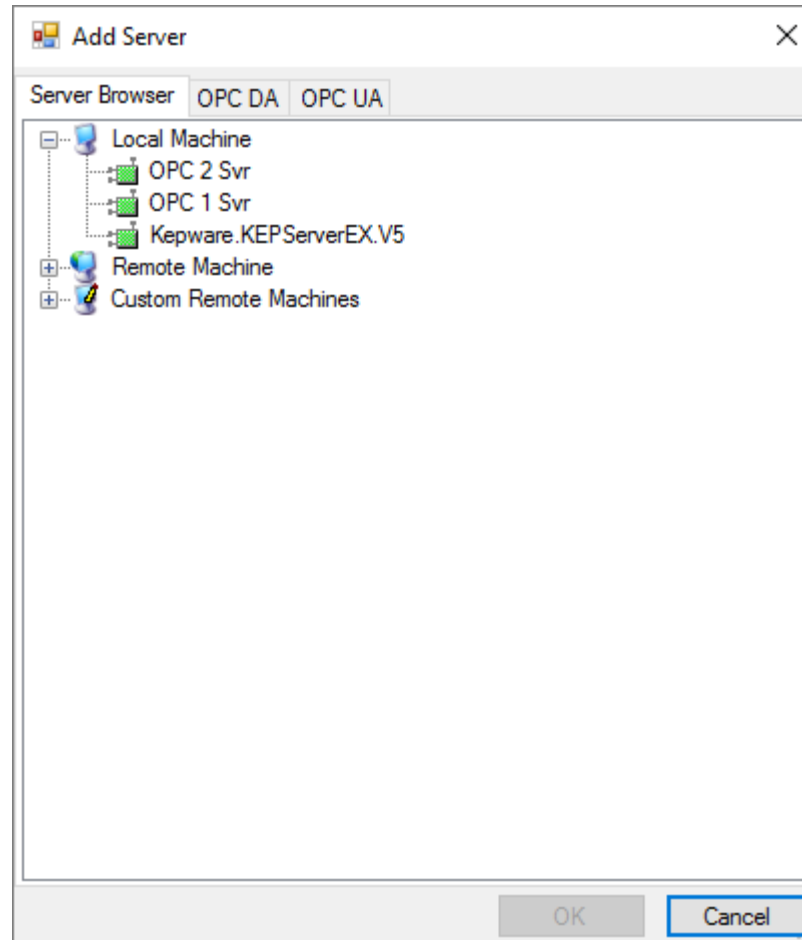 Add Server
Server Browser OPC DA OPC UA
Local Machine
OPC 2 Svr
OPC 1 Svr
Kepware.KEPServerEX.V5
Remote Machine
Custom Remote Machines
OK Cancel